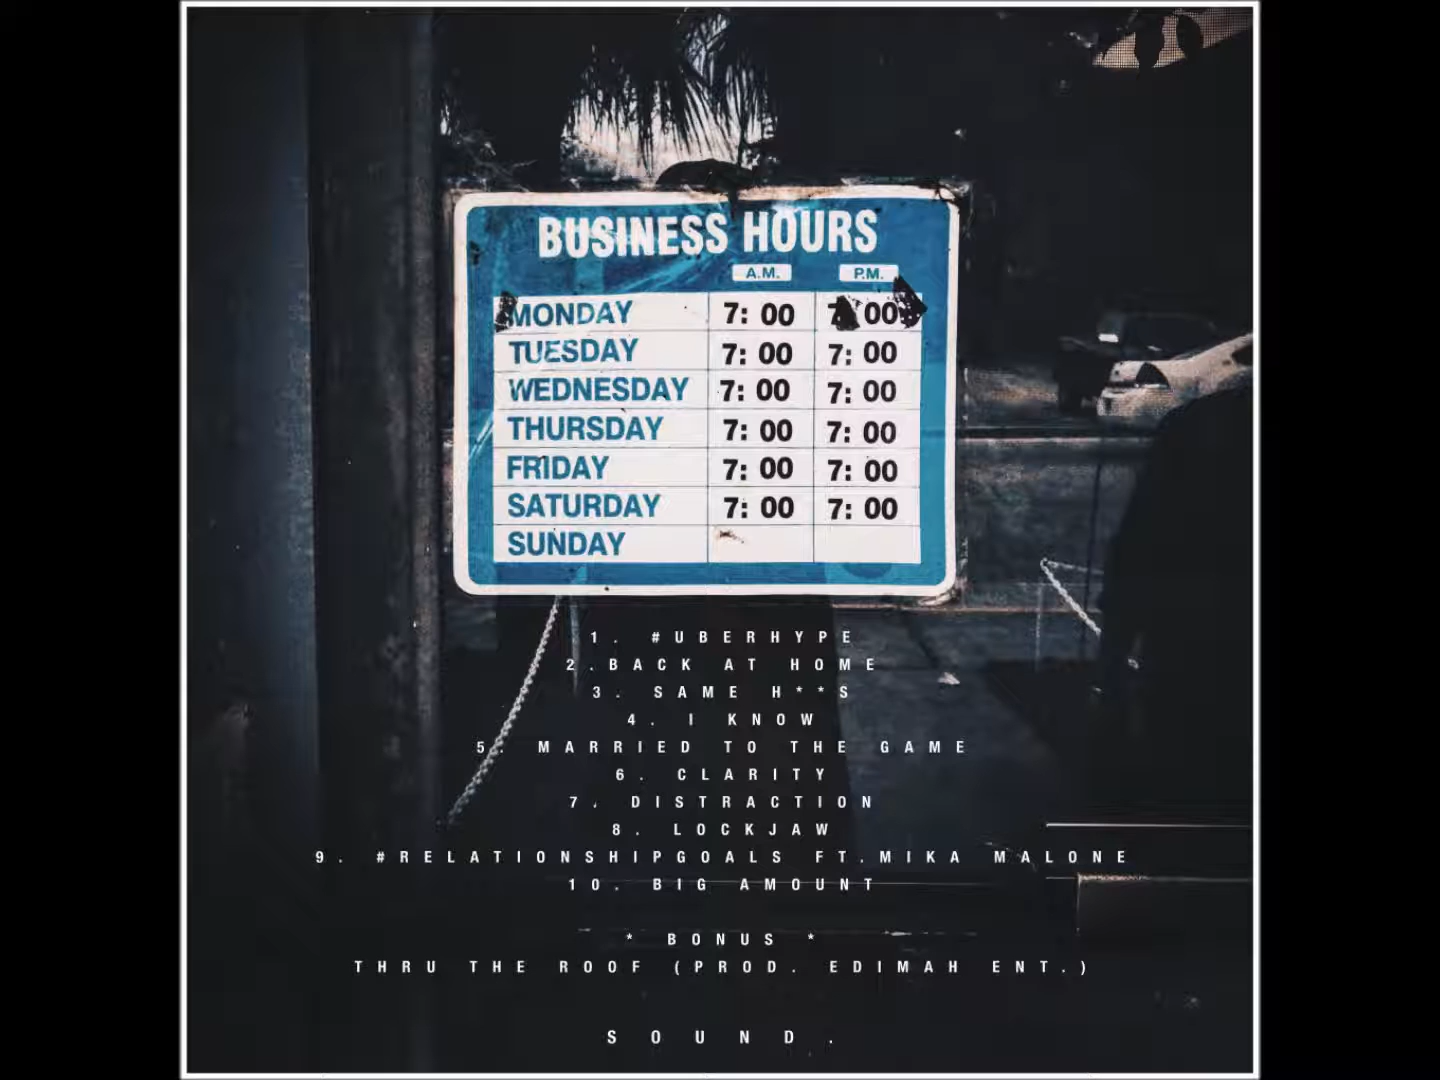 BUSINESS HOURS
A.M. P.M.
MONDAY 7: 00 7: 00
TUESDAY 7: 00 7: 00
WEDNESDAY 7: 00 7: 00
THURSDAY 7: 00 7: 00
FRIDAY 7: 00 7: 00
SATURDAY 7: 00 7: 00
SUNDAY
1. #UBERHYPE
2.BACK AT HOME
3. SAME H**S
4. I KNOW
5. MARRIED TO THE GAME
6. CLARITY
7. DISTRACTION
8. LOCKJAW
9. #RELATIONSHIPGOALS FT.MIKA MALONE
10. BIG AMOUNT
* BONUS *
THRU THE ROOF (PROD. EDIMAH ENT.)
SOUND.